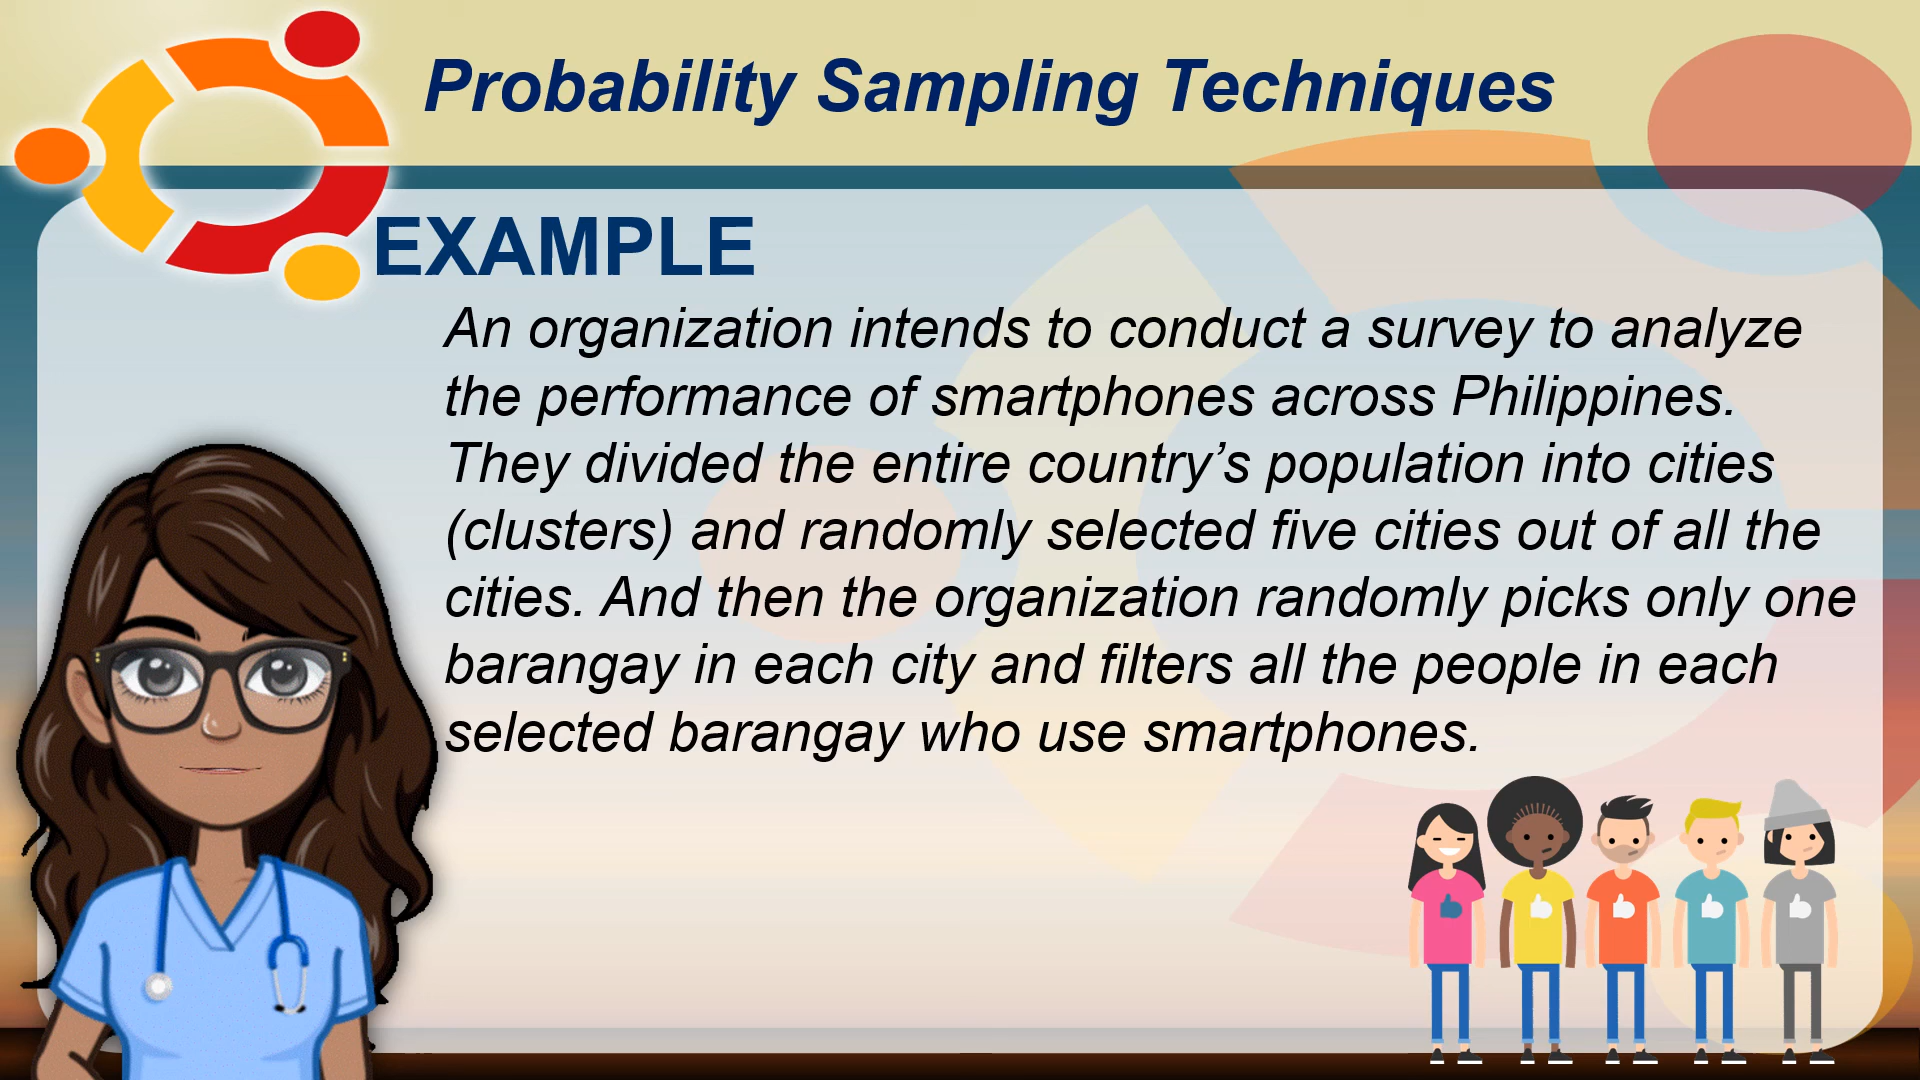 Probability Sampling Techniques
EXAMPLE
An organization intends to conduct a survey to analyze
the performance of smartphones across Philippines.
They divided the entire country’s population into cities
(clusters) and randomly selected five cities out of all the
cities. And then the organization randomly picks only one
barangay in each city and filters all the people in each
selected barangay who use smartphones.